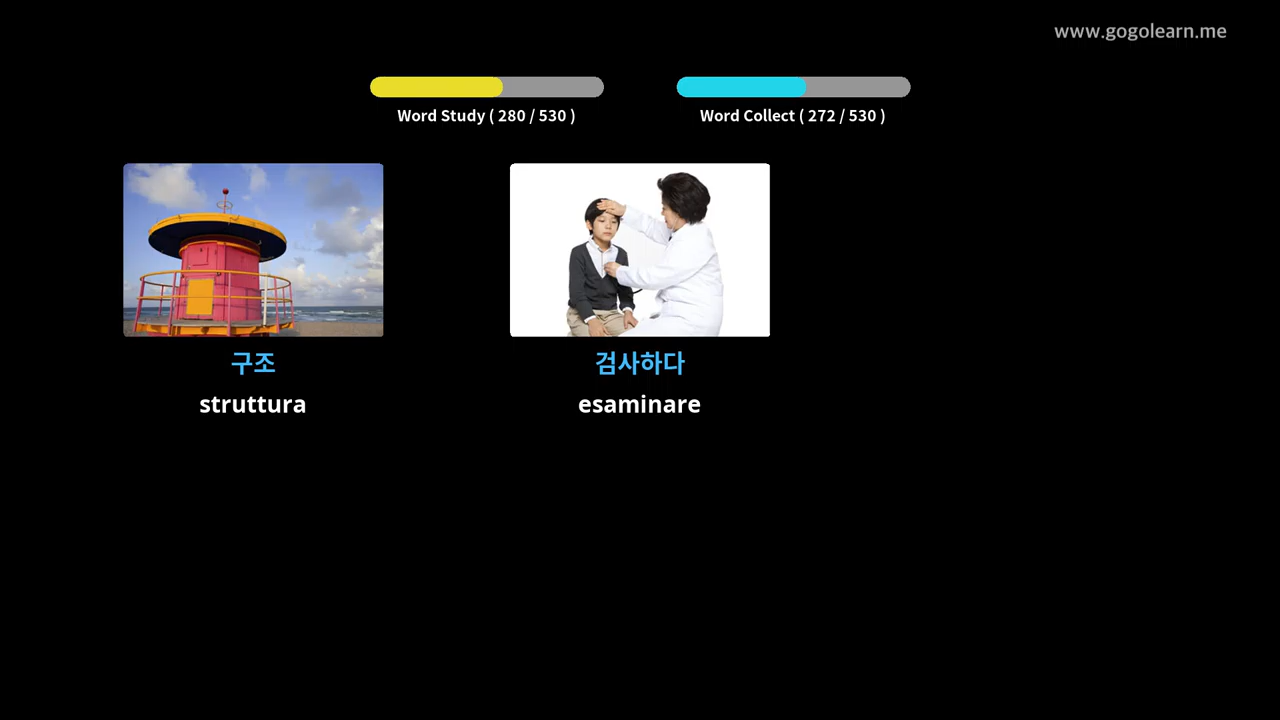 www.gogolearn.me
Word Study ( 280 / 530 )
Word Collect ( 272 / 530 )
구조
struttura
검사하다
esaminare